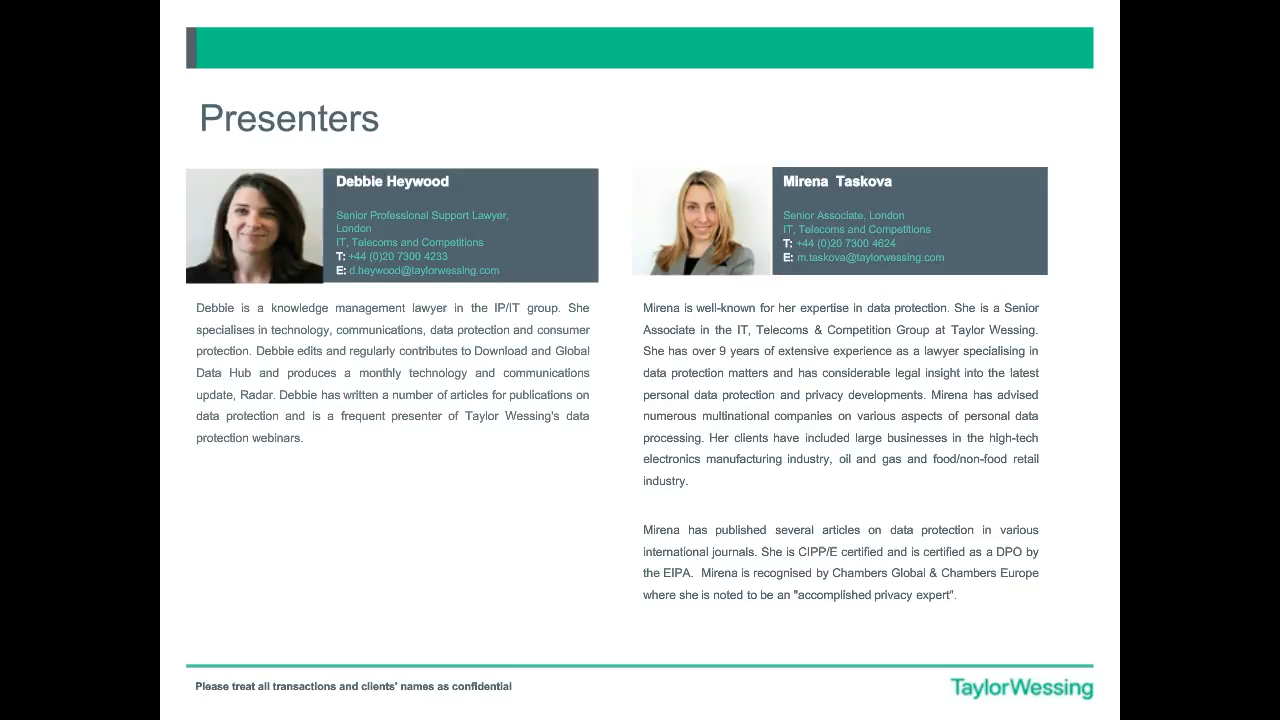 Presenters
Debbie Heywood
Senior Professional Support Lawyer,
London
IT, Telecoms and Competitions
T: +44 (0)20 7300 4233
E: d.heywood@taylorwessing.com
Debbie is a knowledge management lawyer in the IP/IT group. She
specialises in technology, communications, data protection and consumer
protection. Debbie edits and regularly contributes to Download and Global
Data Hub and produces a monthly technology and communications
update, Radar. Debbie has written a number of articles for publications on
data protection and is a frequent presenter of Taylor Wessing's data
protection webinars.
Mirena Taskova
Senior Associate. London
IT, Telecoms and Competitions
T: +44 (0)20 7300 4624
E: m.taskova@taylorwessing.com
Mirena is well-known for her expertise in data protection. She is a Senior
Associate in the IT, Telecoms & Competition Group at Taylor Wessing.
She has over 9 years of extensive experience as a lawyer specialising in
data protection matters and has considerable legal insight into the latest
personal data protection and privacy developments. Mirena has advised
numerous multinational companies on various aspects of personal data
processing. Her clients have included large businesses in the high-tech
electronics manufacturing industry, oil and gas and food/non-food retail
industry.
Mirena has published several articles on data protection in various
international journals. She is CIPP/E certified and is certified as a DPO by
the EIPA. Mirena is recognised by Chambers Global & Chambers Europe
where she is noted to be an "accomplished privacy expert".
Please treat all transactions and clients' names as confidential
TaylorWessing